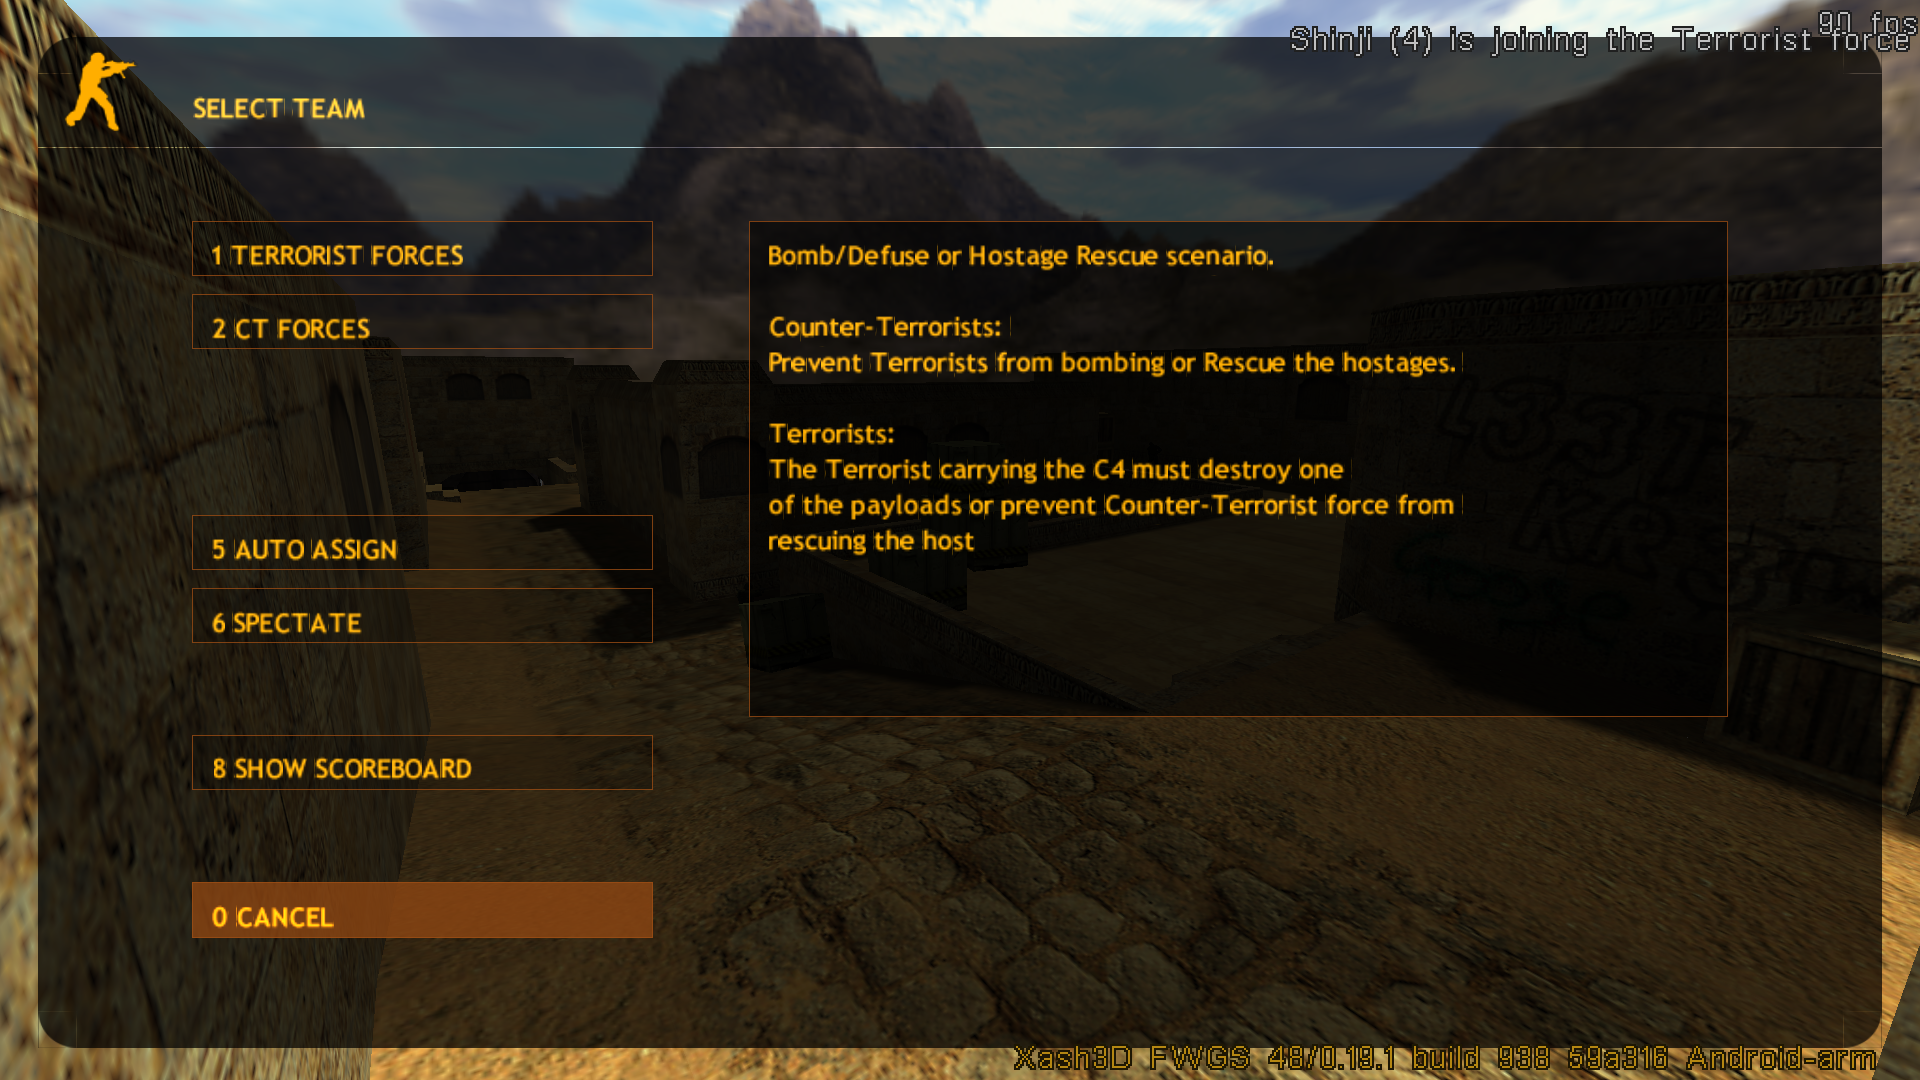 90 fps
Shinji (4) is joining the Terrorist force
SELECT TEAM
1 TERRORIST FORCES
2 CT FORCES
5 AUTO ASSIGN
6 SPECTATE
8 SHOW SCOREBOARD
0 CANCEL
Bomb/Defuse or Hostage Rescue scenario.
Counter-Terrorists:
Prevent Terrorists from bombing or Rescue the hostages.
Terrorists:
The Terrorist carrying the C4 must destroy one
of the payloads or prevent Counter-Terrorist force from
rescuing the host
L33T
Xash3D FWGS 48/0.19.1 build 938 59a316 Android-arm